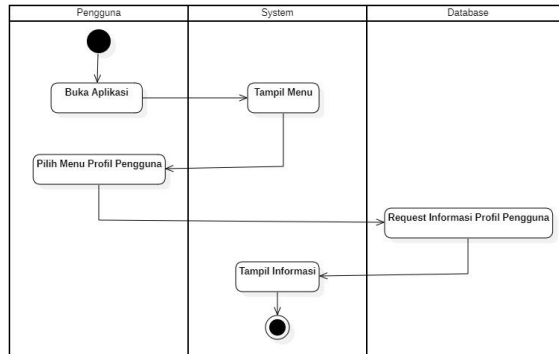 Pengguna
System
Database
Buka Aplikasi
Tampil Menu
Pilih Menu Profil Pengguna
Request Informasi Profil Pengguna
Tampil Informasi